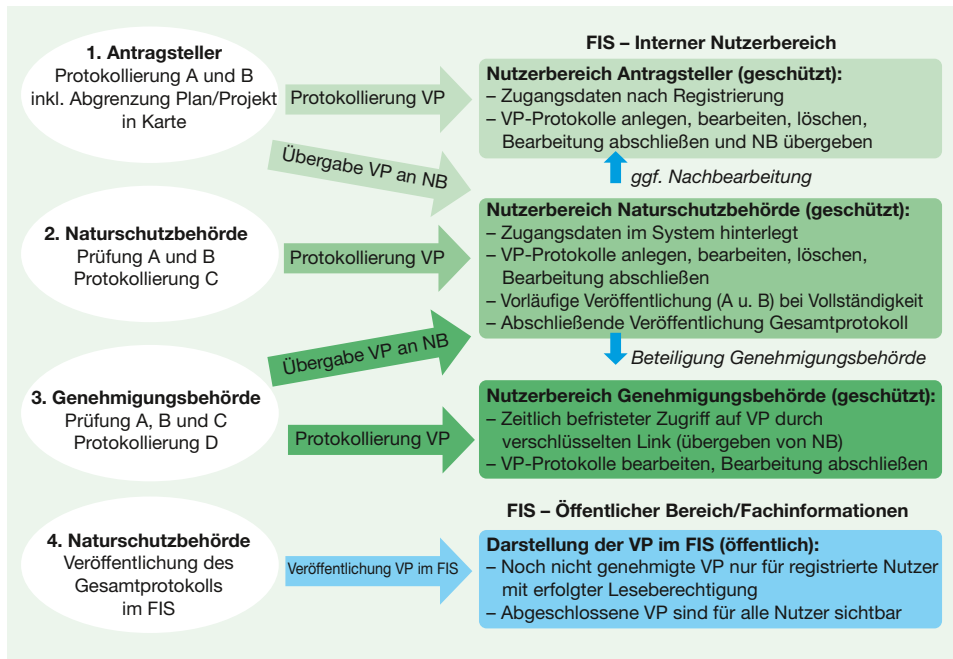 1. Antragsteller
Protokollierung A und B
inkl. Abgrenzung Plan/Projekt
in Karte
Protokollierung VP
Übergabe VP an NB
FIS – Interner Nutzerbereich
Nutzerbereich Antragsteller (geschützt):
– Zugangsdaten nach Registrierung
– VP-Protokolle anlegen, bearbeiten, löschen,
Bearbeitung abschließen und NB übergeben
ggf. Nachbearbeitung
2. Naturschutzbehörde
Prüfung A und B
Protokollierung C
Protokollierung VP
Nutzerbereich Naturschutzbehörde (geschützt):
– Zugangsdaten im System hinterlegt
– VP-Protokolle anlegen, bearbeiten, löschen,
Bearbeitung abschließen
– Vorläufige Veröffentlichung (A u. B) bei Vollständigkeit
– Abschließende Veröffentlichung Gesamtprotokoll
Übergabe VP an NB
Beteiligung Genehmigungsbehörde
3. Genehmigungsbehörde
Prüfung A, B und C
Protokollierung D
Protokollierung VP
Nutzerbereich Genehmigungsbehörde (geschützt):
– Zeitlich befristeter Zugriff auf VP durch
verschlüsselten Link (übergeben von NB)
– VP-Protokolle bearbeiten, Bearbeitung abschließen
FIS – Öffentlicher Bereich/Fachinformationen
4. Naturschutzbehörde
Veröffentlichung des
Gesamtprotokolls
im FIS
Veröffentlichung VP im FIS
Darstellung der VP im FIS (öffentlich):
– Noch nicht genehmigte VP nur für registrierte Nutzer
mit erfolgter Leseberechtigung
– Abgeschlossene VP sind für alle Nutzer sichtbar